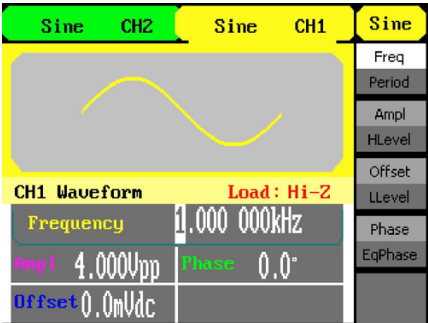 Sine CH2 Sine CH1 Sine
Freq
Period
Ampl
HLevel
Offset
LLevel
CH1 Waveform Load: Hi-Z
Phase
EqPhase
Frequency 1.000 000kHz
Ampl 4.000Vpp Phase 0.0°
Offset 0.0mVdc